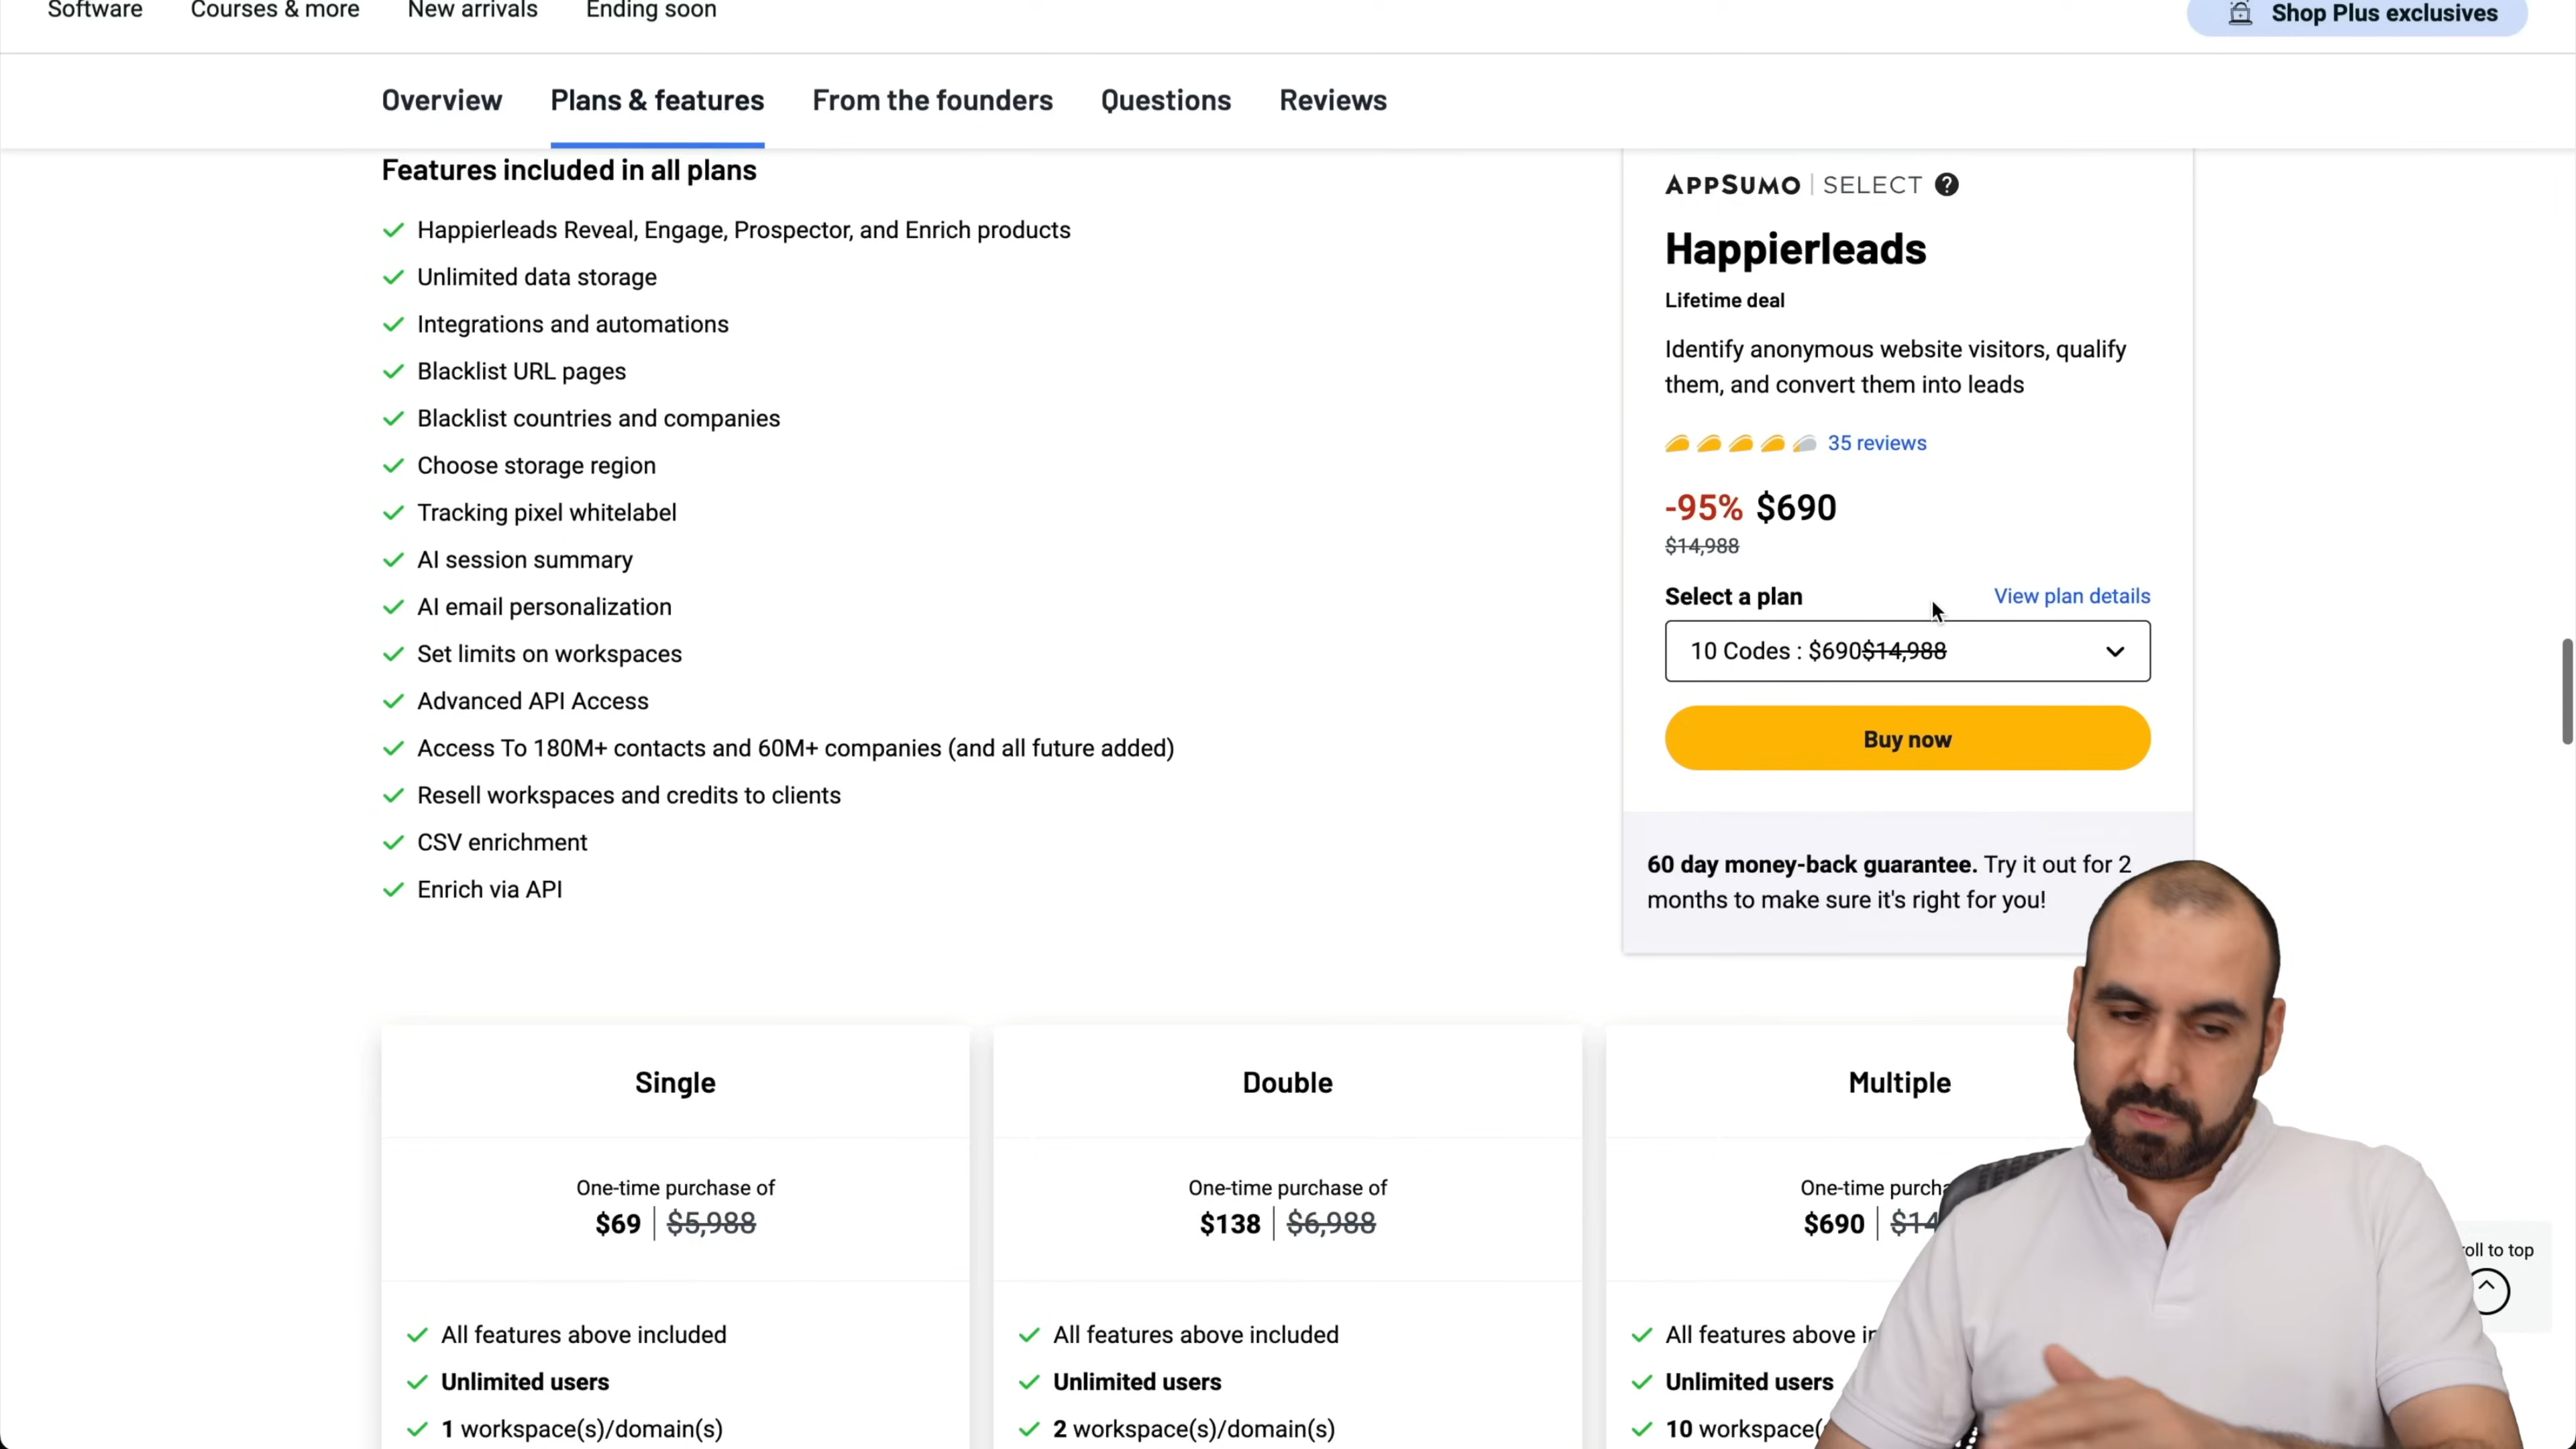 Software Courses & more New arrivals Ending soon Shop Plus exclusives
Overview Plans & features From the founders Questions Reviews
Features included in all plans
Happierleads Reveal, Engage, Prospector, and Enrich products
Unlimited data storage
Integrations and automations
Blacklist URL pages
Blacklist countries and companies
Choose storage region
Tracking pixel whitelabel
AI session summary
AI email personalization
Set limits on workspaces
Advanced API Access
Access To 180M+ contacts and 60M+ companies (and all future added)
Resell workspaces and credits to clients
CSV enrichment
Enrich via API
APPSUMO | SELECT ?
Happierleads
Lifetime deal
Identify anonymous website visitors, qualify
them, and convert them into leads
35 reviews
-95% $690
$14,988
Select a plan View plan details
10 Codes : $690$14,988
Buy now
60 day money-back guarantee. Try it out for 2
months to make sure it's right for you!
Single
One-time purchase of
$69 | $5,988
All features above included
Unlimited users
1 workspace(s)/domain(s)
Double
One-time purchase of
$138 | $6,988
All features above included
Unlimited users
2 workspace(s)/domain(s)
Multiple
One-time
$690
All features above
Unlimited users
10
to top